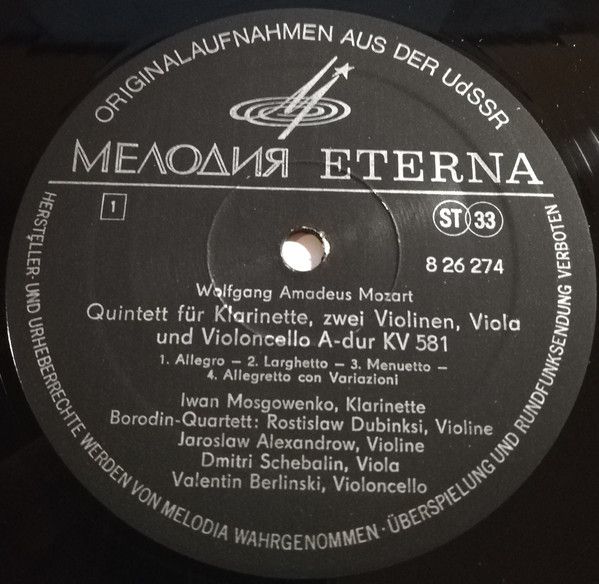 ORIGINALAUFNAHMEN AUS DER UdSSR
МЕЛОДИЯ ETERNA
1
ST 33
8 26 274
Wolfgang Amadeus Mozart
Quintett für Klarinette, zwei Violinen, Viola
und Violoncello A-dur KV 581
1. Allegro – 2. Larghetto – 3. Menuetto –
4. Allegretto con Variazioni
Iwan Mosgowenko, Klarinette
Borodin-Quartett: Rostislaw Dubinksi, Violine
Jaroslaw Alexandrow, Violine
Dmitri Schebalin, Viola
Valentin Berlinski, Violoncello
HERSTELLER- UND URHEBERRECHTE WERDEN VON MELODIA WAHRGENOMMEN · ÜBERSPIELUNG UND RUNDFUNKSENDUNG VERBOTEN